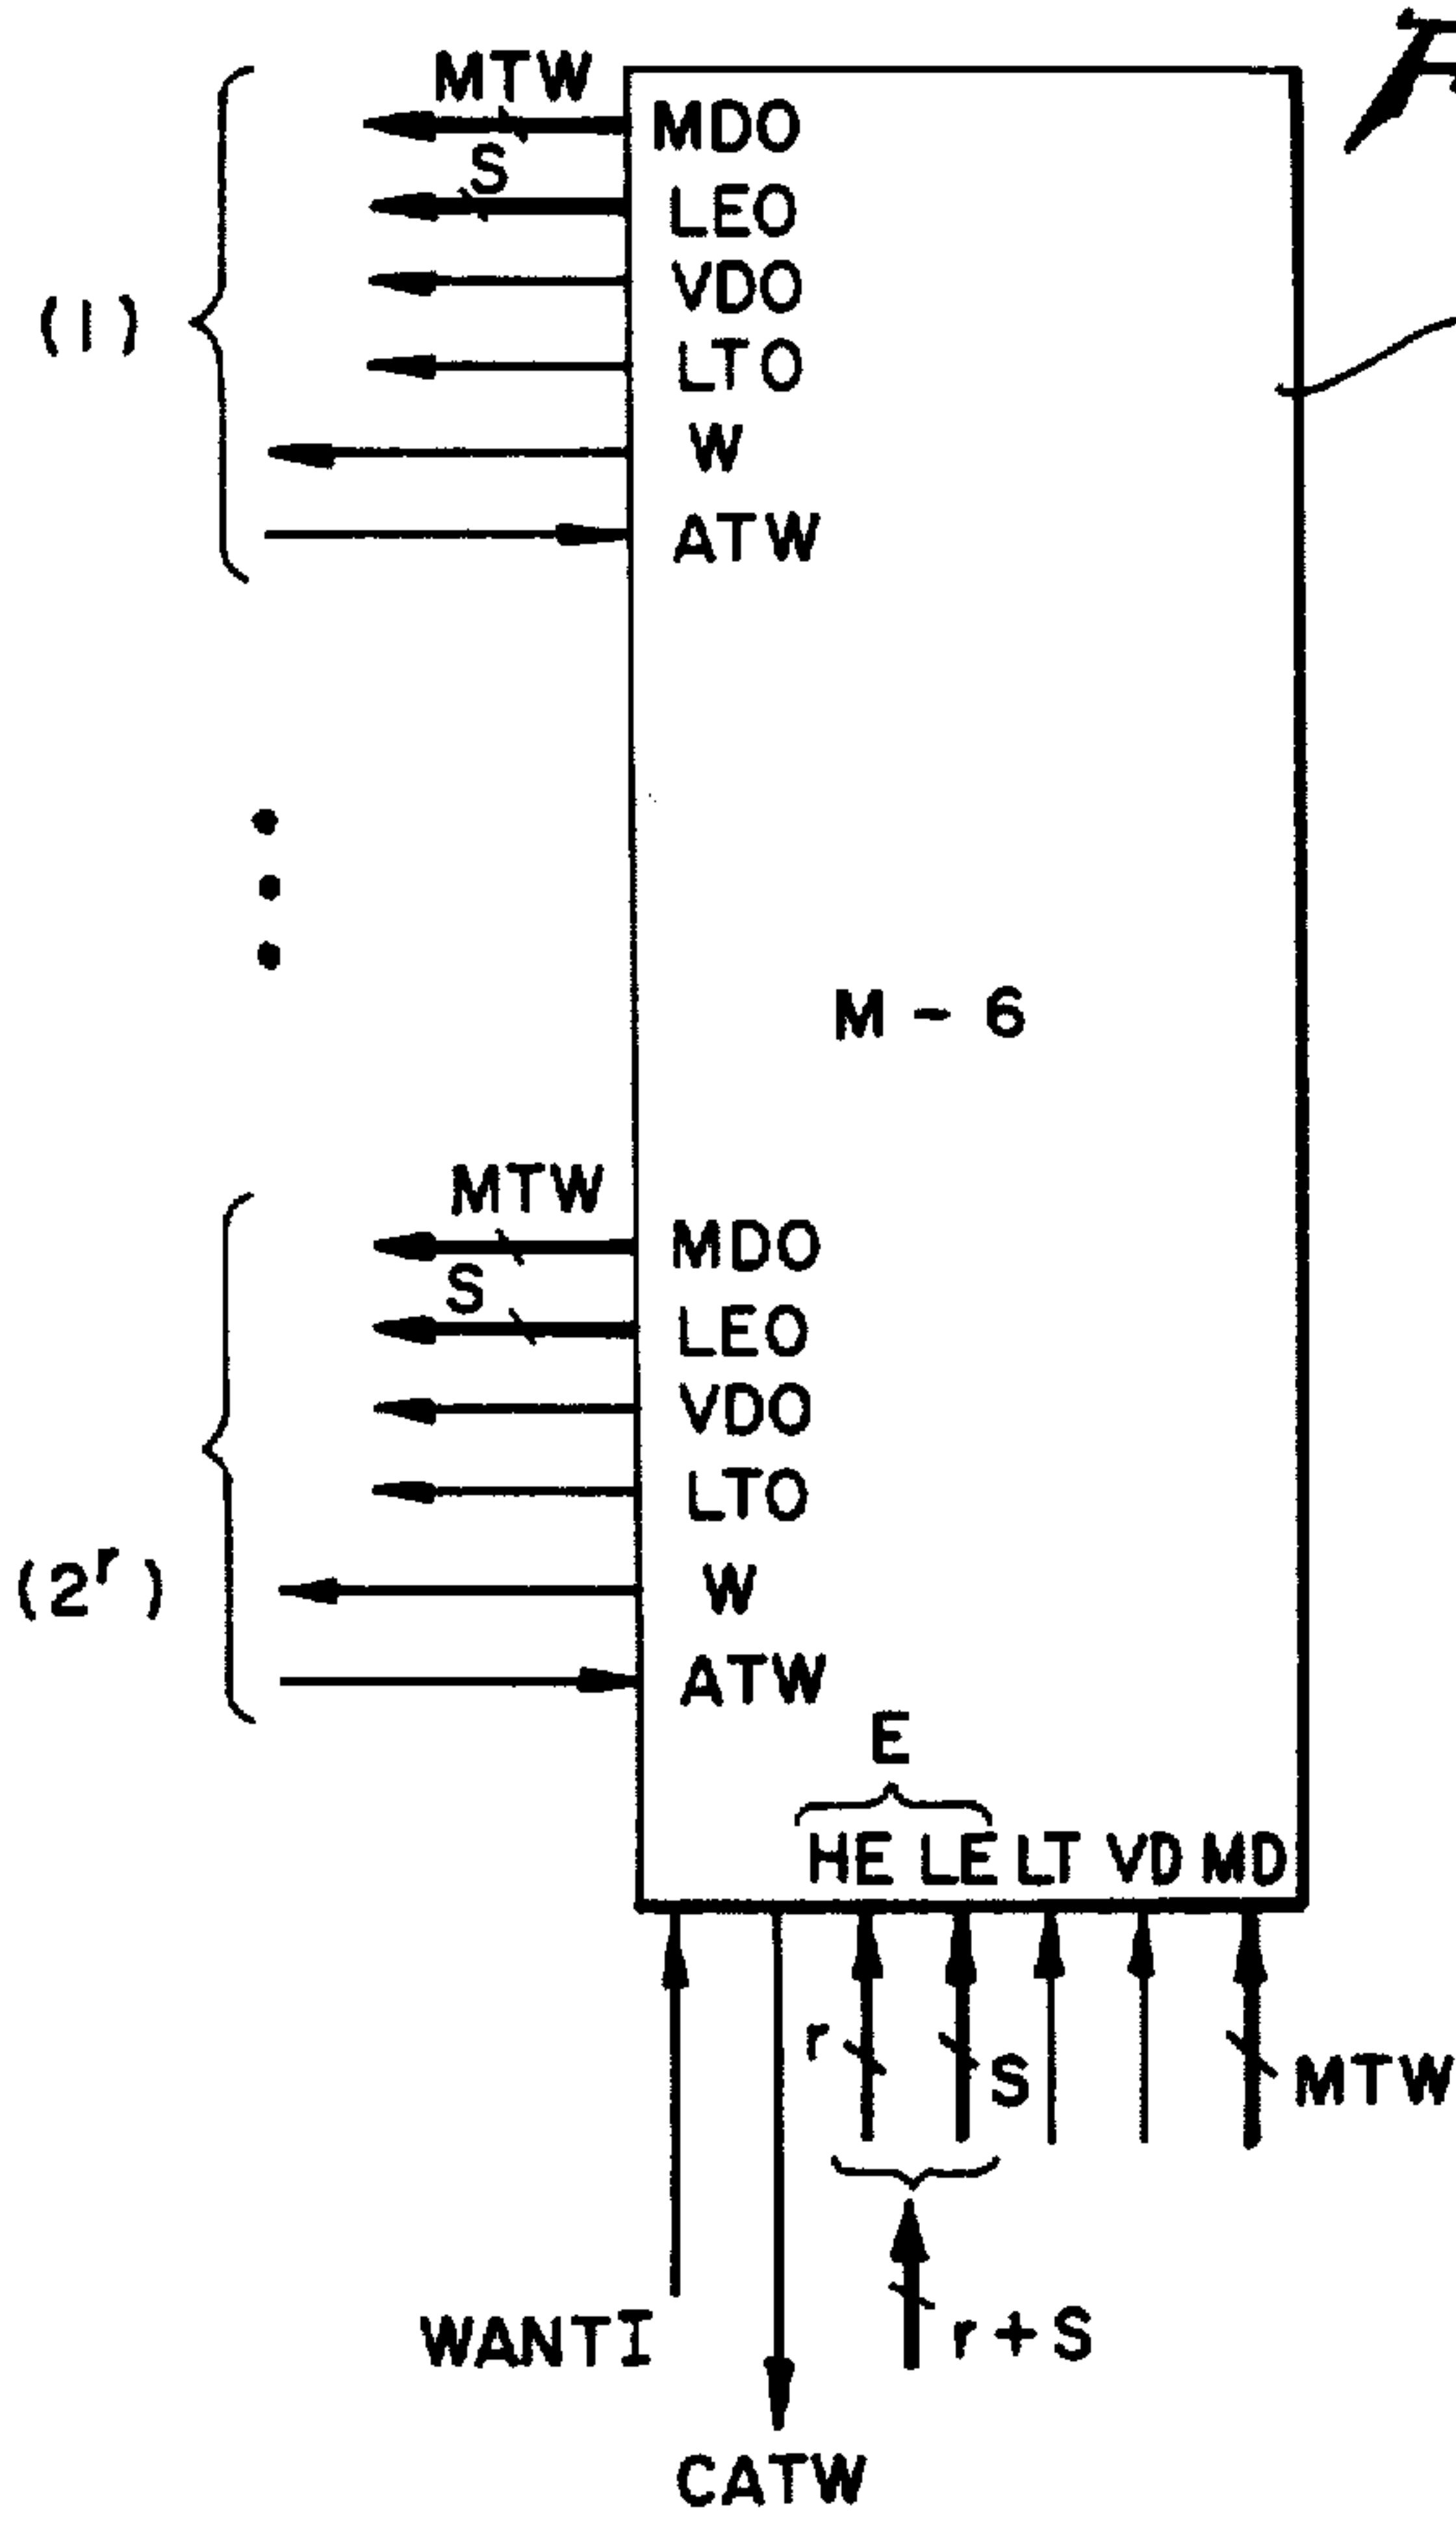 MTW
MDO
S
LEO
VDO
(1)
LTO
W
ATW
M - 6
MTW
MDO
S
LEO
VDO
LTO
(2r)
W
ATW
E
HE LE LT VD MD
r
S
MTW
WANTI
r+S
CATW